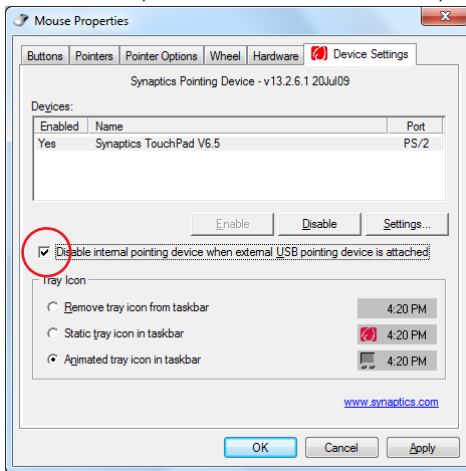 Mouse Properties
Buttons Pointers Pointer Options Wheel Hardware Device Settings
Synaptics Pointing Device - v13.2.6.1 20Jul09
Devices:
Enabled Name Port
Yes Synaptics TouchPad V6.5 PS/2
Enable Disable Settings...
Disable internal pointing device when external USB pointing device is attached
Tray Icon
Remove tray icon from taskbar 4:20 PM
Static tray icon in taskbar 4:20 PM
Animated tray icon in taskbar 4:20 PM
www.synaptics.com
OK Cancel Apply